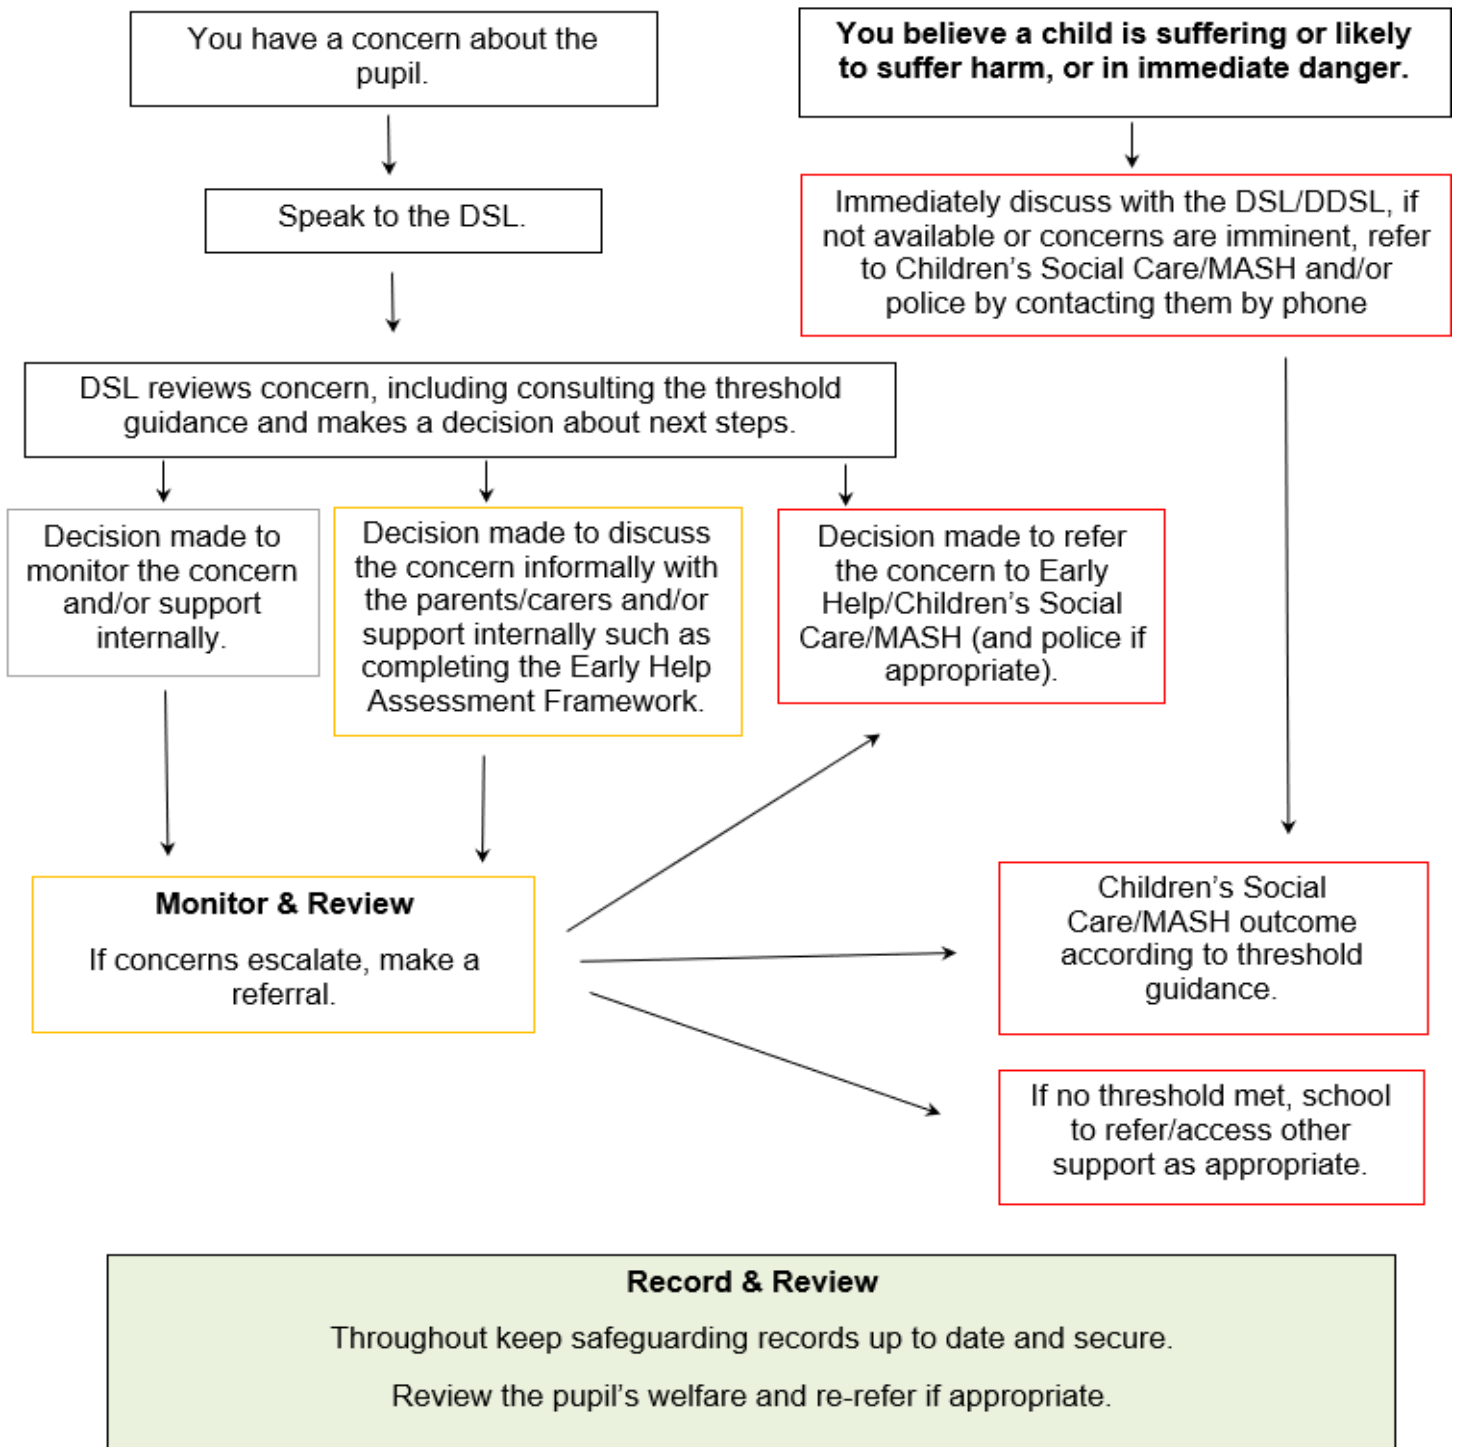 You have a concern about the
pupil.
You believe a child is suffering or likely
to suffer harm, or in immediate danger.
Speak to the DSL.
Immediately discuss with the DSL/DDSL, if
not available or concerns are imminent, refer
to Children’s Social Care/MASH and/or
police by contacting them by phone
DSL reviews concern, including consulting the threshold
guidance and makes a decision about next steps.
Decision made to
monitor the concern
and/or support
internally.
Decision made to discuss
the concern informally with
the parents/carers and/or
support internally such as
completing the Early Help
Assessment Framework.
Decision made to refer
the concern to Early
Help/Children’s Social
Care/MASH (and police if
appropriate).
Monitor & Review
If concerns escalate, make a
referral.
Children’s Social
Care/MASH outcome
according to threshold
guidance.
If no threshold met, school
to refer/access other
support as appropriate.
Record & Review
Throughout keep safeguarding records up to date and secure.
Review the pupil’s welfare and re-refer if appropriate.